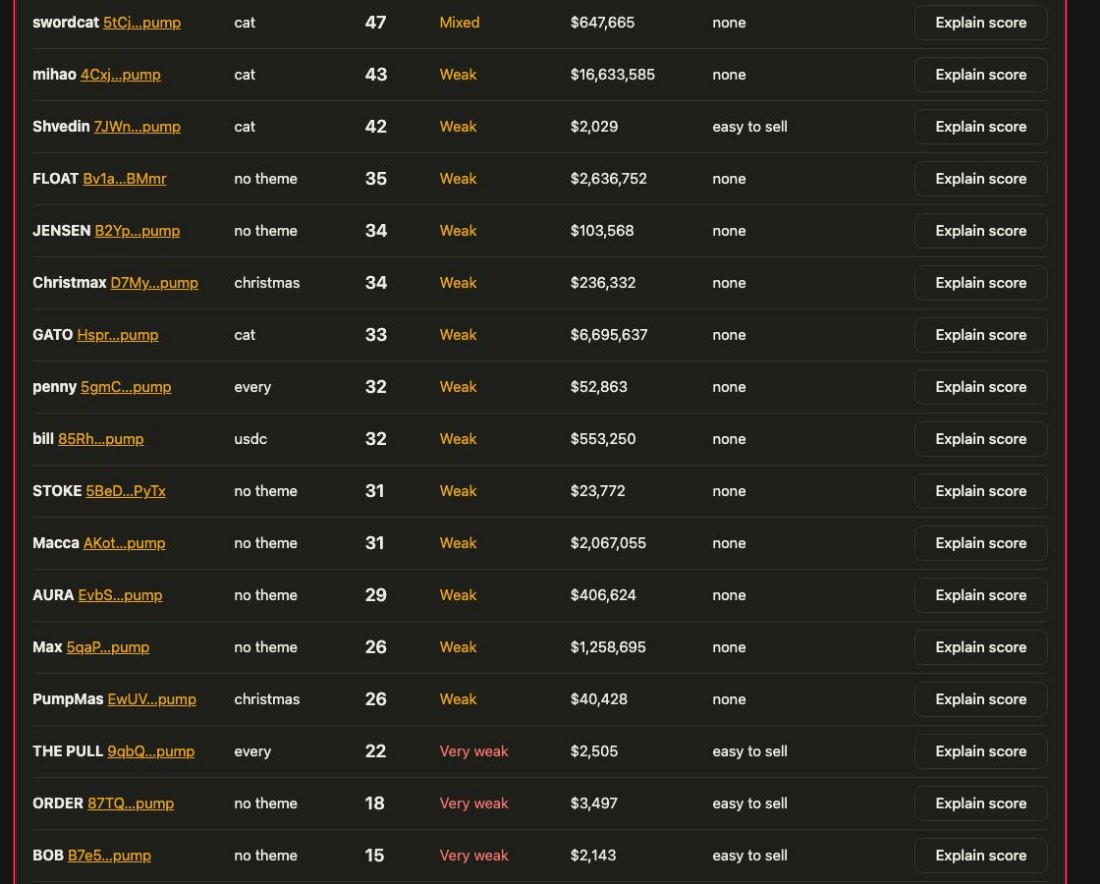 swordcat 5tCj...pump cat 47 Mixed $647,665 none Explain score
mihao 4Cxj...pump cat 43 Weak $16,633,585 none Explain score
Shvedin 7JWn...pump cat 42 Weak $2,029 easy to sell Explain score
FLOAT Bv1a...BMmr no theme 35 Weak $2,636,752 none Explain score
JENSEN B2Yp...pump no theme 34 Weak $103,568 none Explain score
Christmax D7My...pump christmas 34 Weak $236,332 none Explain score
GATO Hspr...pump cat 33 Weak $6,695,637 none Explain score
penny 5gmC...pump every 32 Weak $52,863 none Explain score
bill 85Rh...pump usdc 32 Weak $553,250 none Explain score
STOKE 5BeD...PyTx no theme 31 Weak $23,772 none Explain score
Macca AKot...pump no theme 31 Weak $2,067,055 none Explain score
AURA EvbS...pump no theme 29 Weak $406,624 none Explain score
Max 5qaP...pump no theme 26 Weak $1,258,695 none Explain score
PumpMas EwUV...pump christmas 26 Weak $40,428 none Explain score
THE PULL 9qbQ...pump every 22 Very weak $2,505 easy to sell Explain score
ORDER 87TQ...pump no theme 18 Very weak $3,497 easy to sell Explain score
BOB B7e5...pump no theme 15 Very weak $2,143 easy to sell Explain score